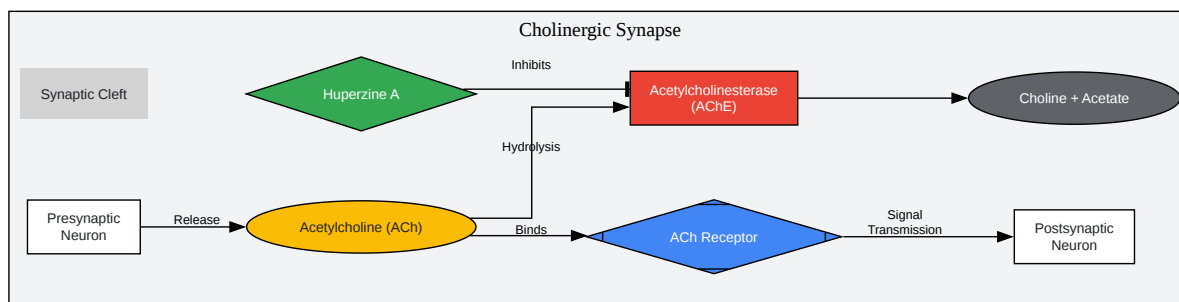 Cholinergic Synapse
Synaptic Cleft
Huperzine A
Inhibits
Acetylcholinesterase
(AChE)
Choline + Acetate
Hydrolysis
Presynaptic
Neuron
Release
Acetylcholine (ACh)
Binds
ACh Receptor
Signal
Transmission
Postsynaptic
Neuron